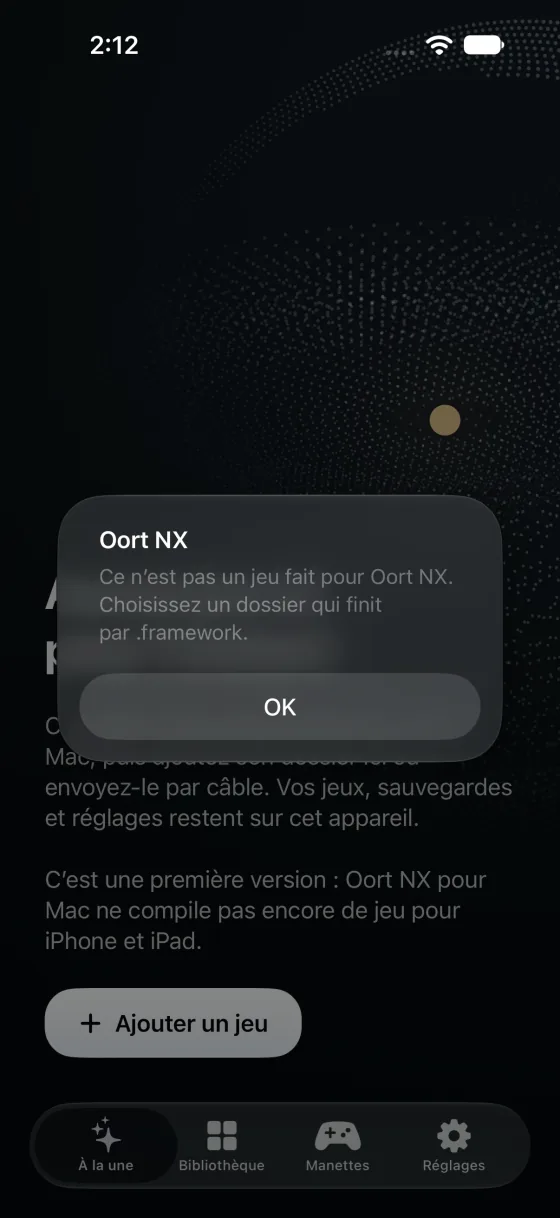 2:12
Oort NX
Ce n’est pas un jeu fait pour Oort NX.
Choisissez un dossier qui finit
par .framework.
OK
envoyez-le par câble. Vos jeux, sauvegardes
et réglages restent sur cet appareil.
C’est une première version : Oort NX pour
Mac ne compile pas encore de jeu pour
iPhone et iPad.
+ Ajouter un jeu
À la une
Bibliothèque
Manettes
Réglages